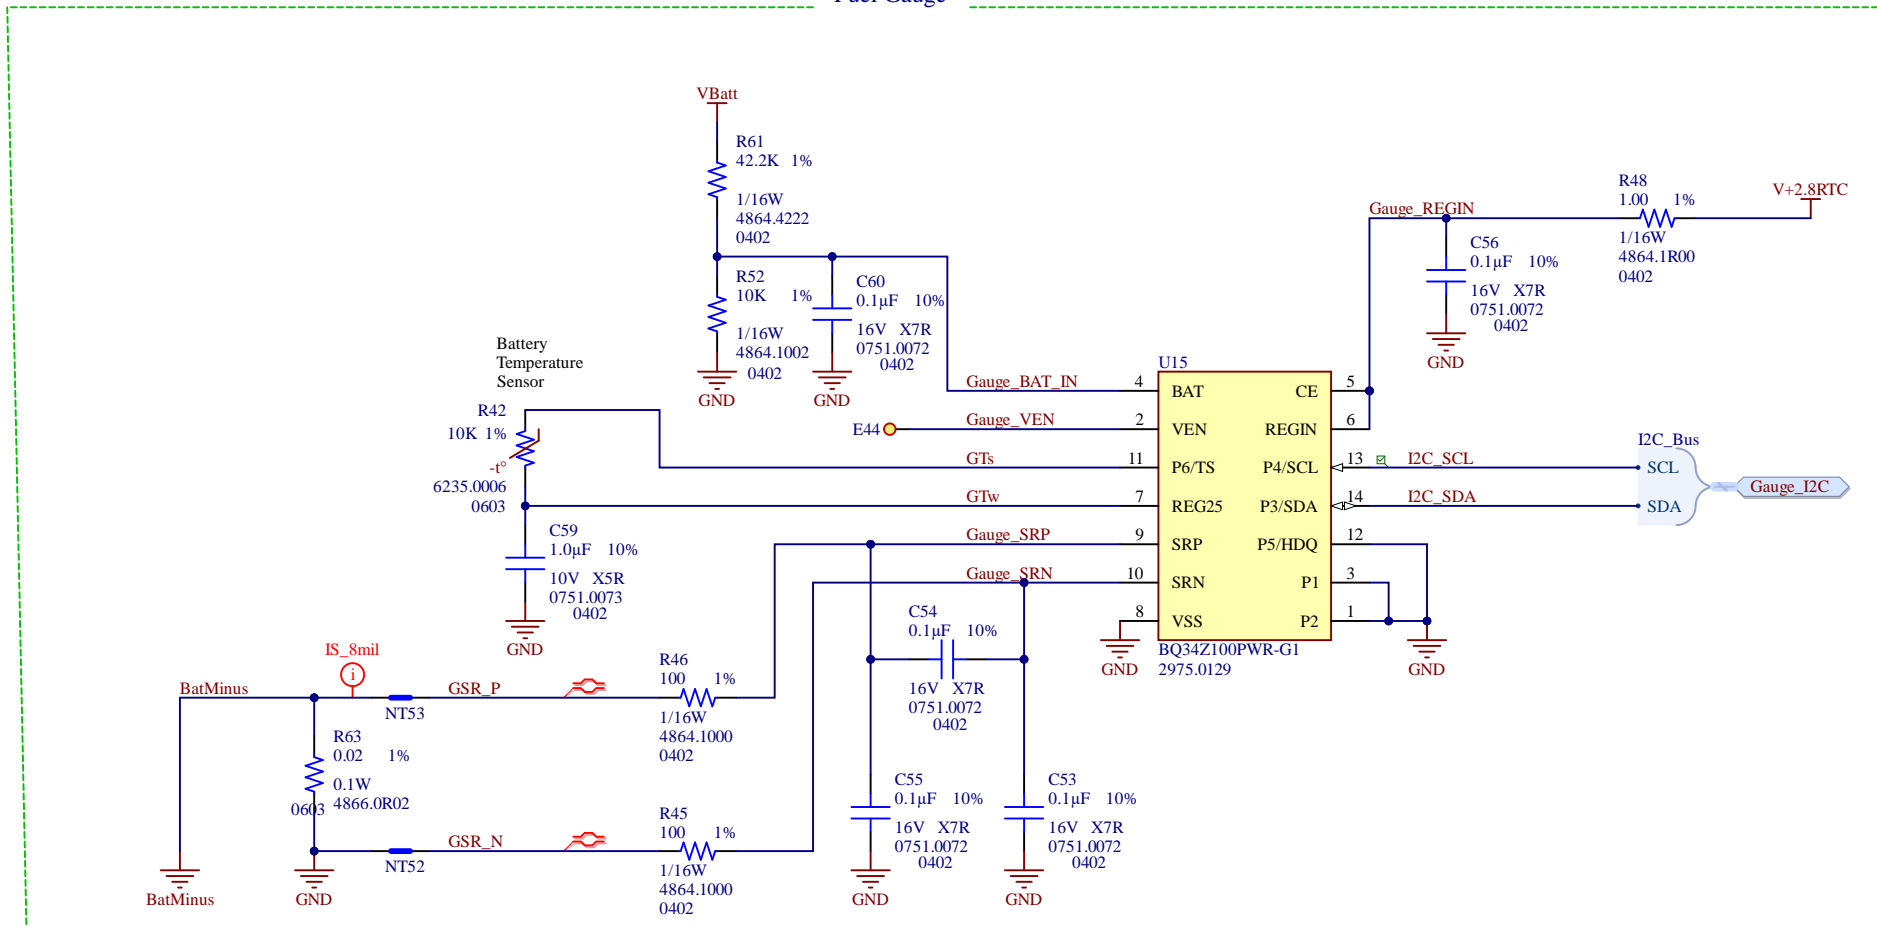 Fuel Gauge
VBatt
R61
42.2K 1%
1/16W
4864.4222
0402
R52
10K 1%
1/16W
4864.1002
0402
GND
C60
0.1µF 10%
16V X7R
0751.0072
0402
GND
Battery
Temperature
Sensor
R42
10K 1%
-t°
6235.0006
0603
C59
1.0µF 10%
10V X5R
0751.0073
0402
GND
E44
Gauge_BAT_IN
Gauge_VEN
GTs
GTw
Gauge_SRP
Gauge_SRN
U15
4 BAT CE 5
2 VEN REGIN 6
11 P6/TS P4/SCL 13
7 REG25 P3/SDA 14
9 SRP P5/HDQ 12
10 SRN P1 3
8 VSS P2 1
BQ34Z100PWR-G1
2975.0129
GND
GND
Gauge_REGIN
C56
0.1µF 10%
16V X7R
0751.0072
0402
GND
R48
1.00 1%
1/16W
4864.1R00
0402
V+2.8RTC
I2C_SCL
I2C_SDA
I2C_Bus
SCL
SDA
Gauge_I2C
IS_8mil
i
BatMinus
NT53
GSR_P
R46
100 1%
1/16W
4864.1000
0402
C54
0.1µF 10%
16V X7R
0751.0072
0402
R63
0.02 1%
0.1W
4866.0R02
0603
NT52
GSR_N
R45
100 1%
1/16W
4864.1000
0402
C55
0.1µF 10%
16V X7R
0751.0072
0402
GND
C53
0.1µF 10%
16V X7R
0751.0072
0402
GND
BatMinus
GND